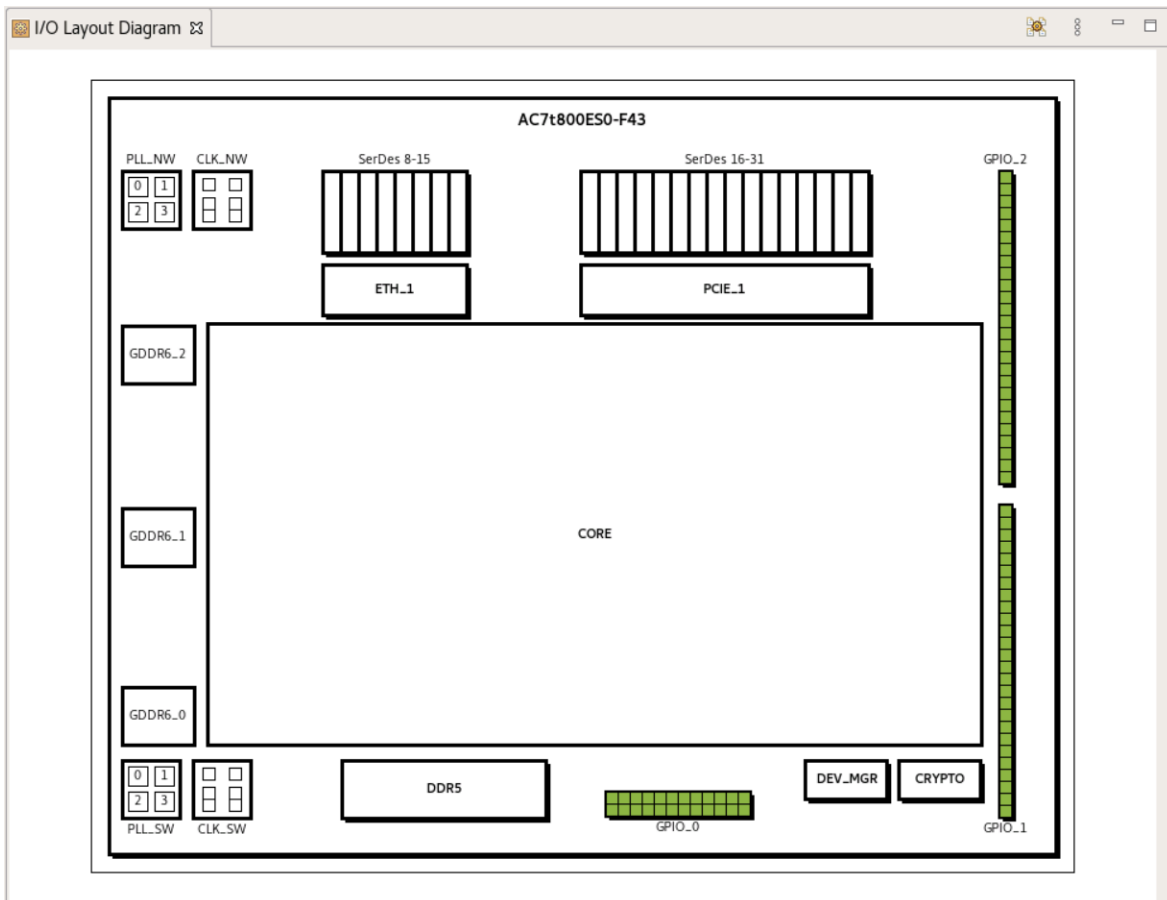 I/O Layout Diagram
AC7t800ES0-F43
PLL_NW CLK_NW SerDes 8-15 SerDes 16-31 GPIO_2
0 1
2 3
ETH_1 PCIE_1
GDDR6_2
CORE
GDDR6_1
GDDR6_0
0 1
2 3
DDR5 DEV_MGR CRYPTO
PLL_SW CLK_SW GPIO_0 GPIO_1